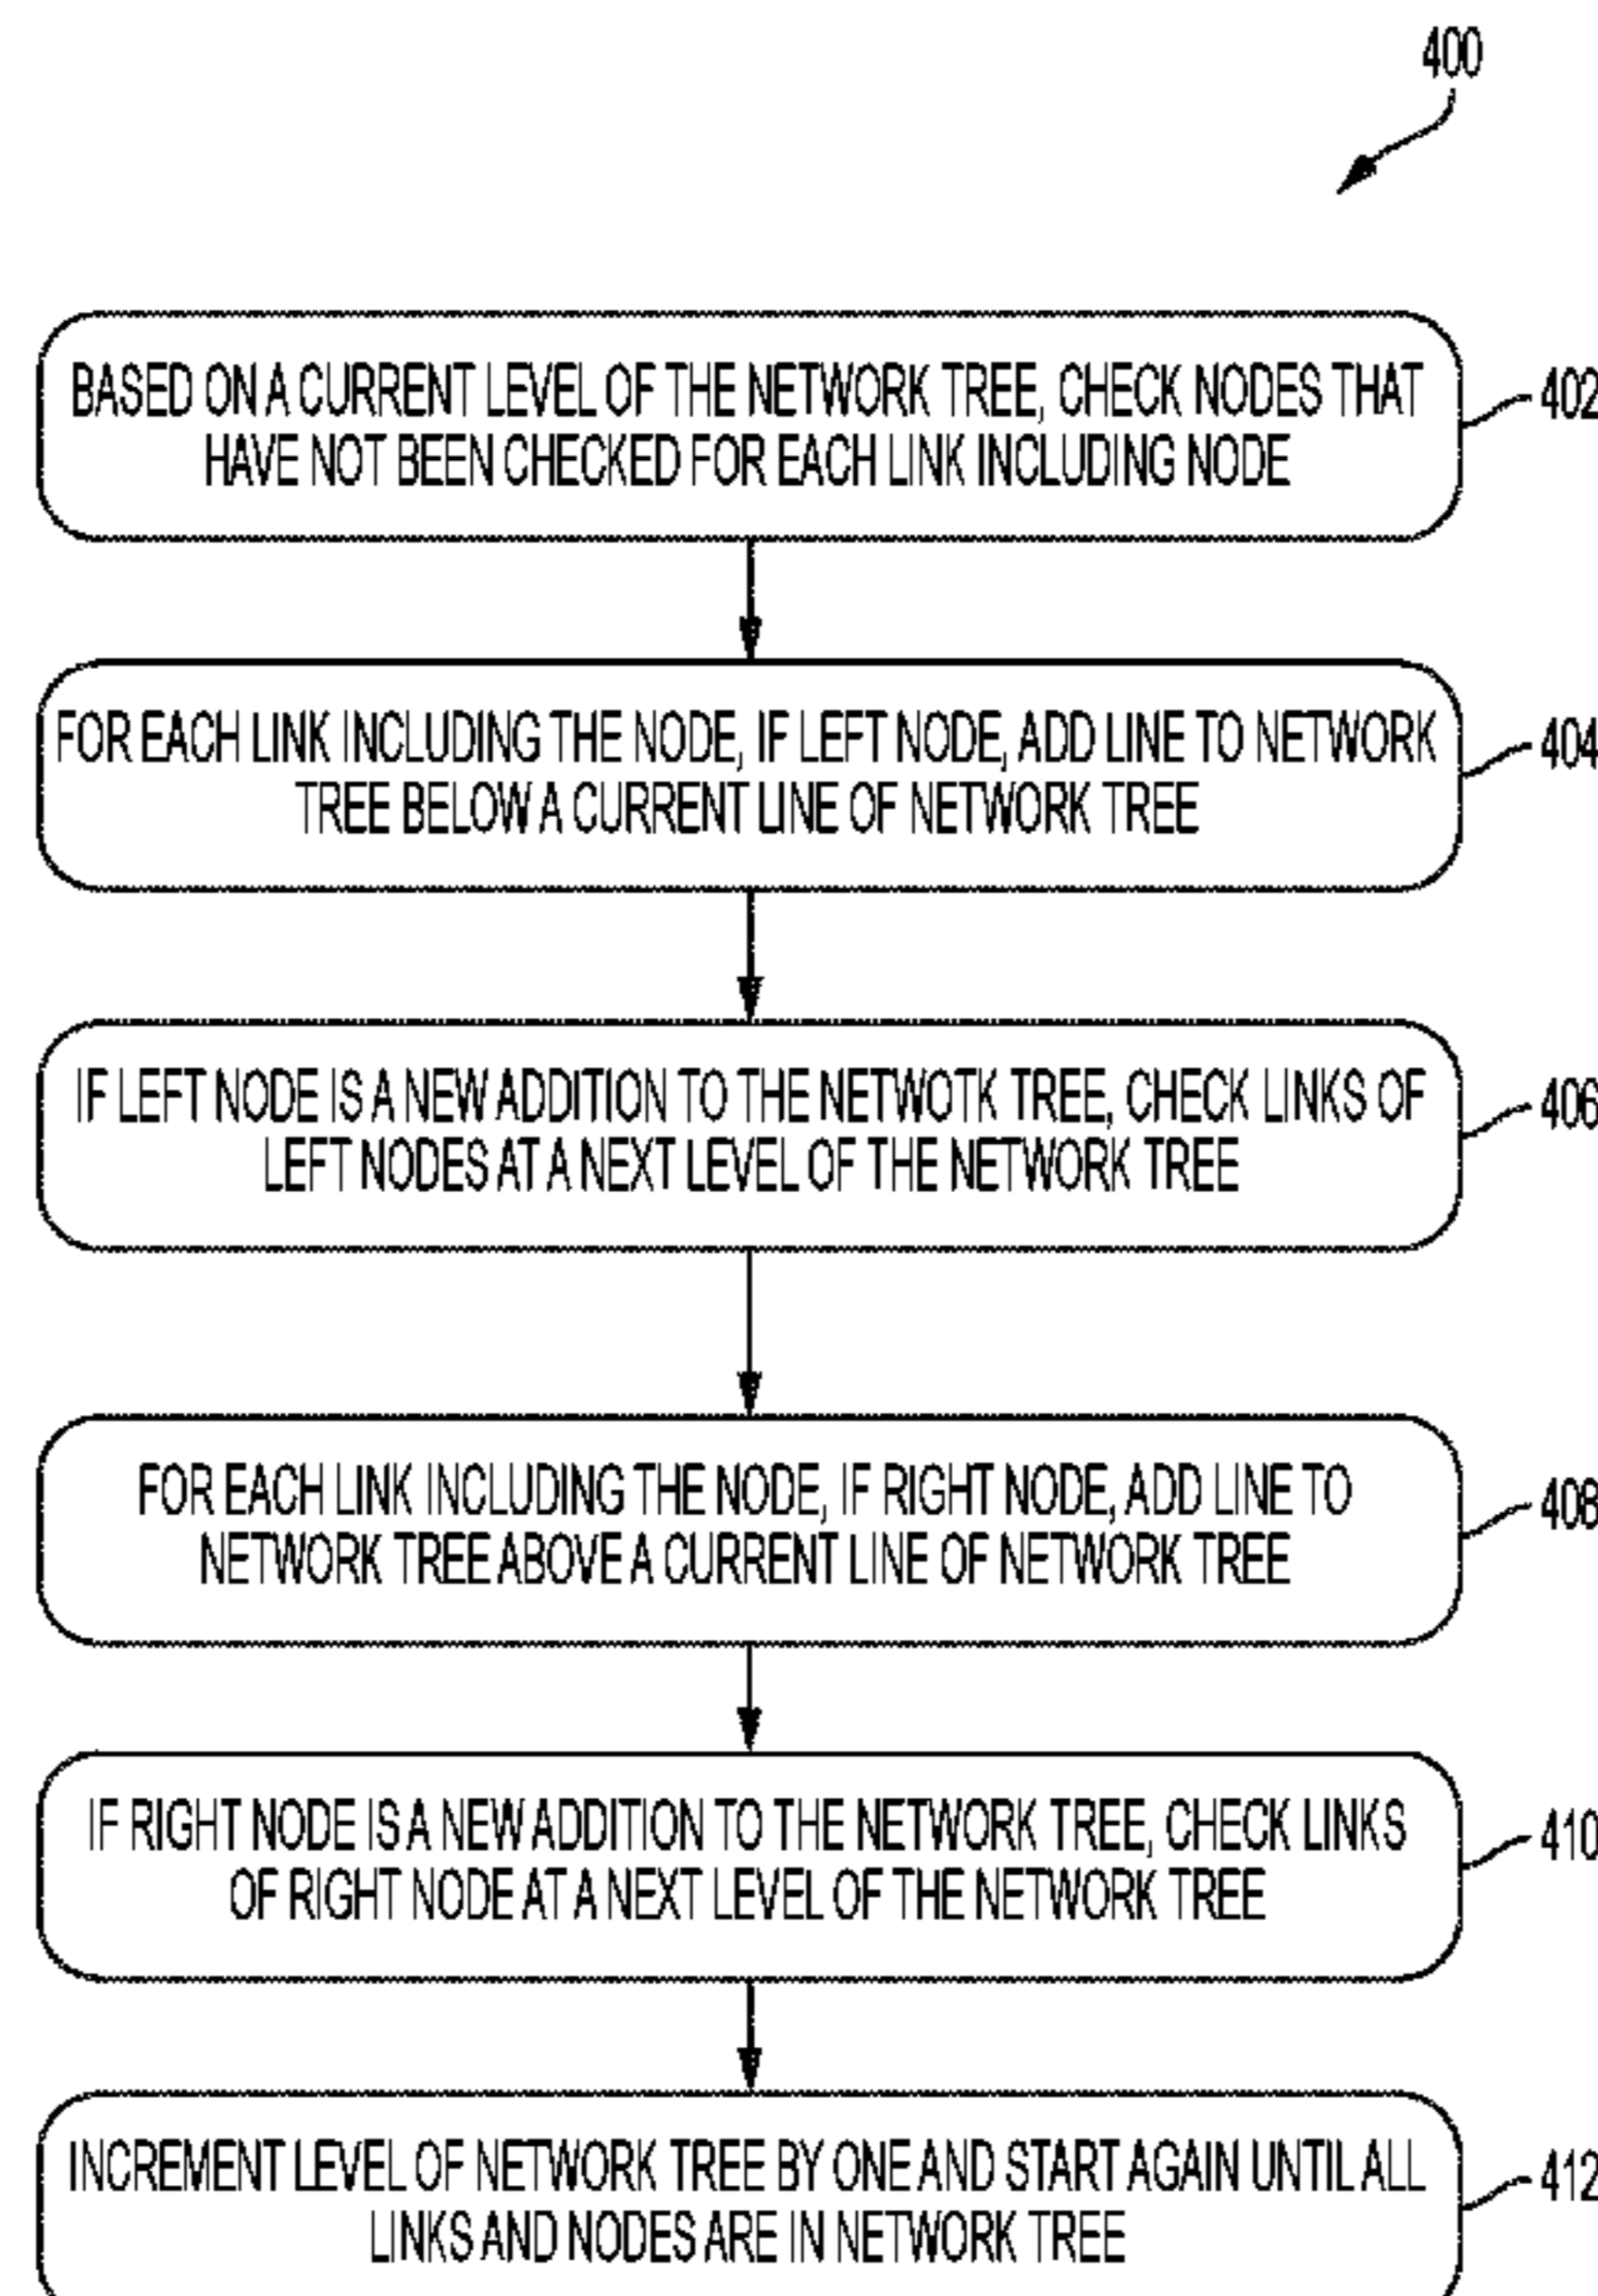 400
BASED ON A CURRENT LEVEL OF THE NETWORK TREE, CHECK NODES THAT
HAVE NOT BEEN CHECKED FOR EACH LINK INCLUDING NODE
402
FOR EACH LINK INCLUDING THE NODE, IF LEFT NODE, ADD LINE TO NETWORK
TREE BELOW A CURRENT LINE OF NETWORK TREE
404
IF LEFT NODE IS A NEW ADDITION TO THE NETWOTK TREE, CHECK LINKS OF
LEFT NODES AT A NEXT LEVEL OF THE NETWORK TREE
406
FOR EACH LINK INCLUDING THE NODE, IF RIGHT NODE, ADD LINE TO
NETWORK TREE ABOVE A CURRENT LINE OF NETWORK TREE
408
IF RIGHT NODE IS A NEW ADDITION TO THE NETWORK TREE, CHECK LINKS
OF RIGHT NODE AT A NEXT LEVEL OF THE NETWORK TREE
410
INCREMENT LEVEL OF NETWORK TREE BY ONE AND START AGAIN UNTIL ALL
LINKS AND NODES ARE IN NETWORK TREE
412